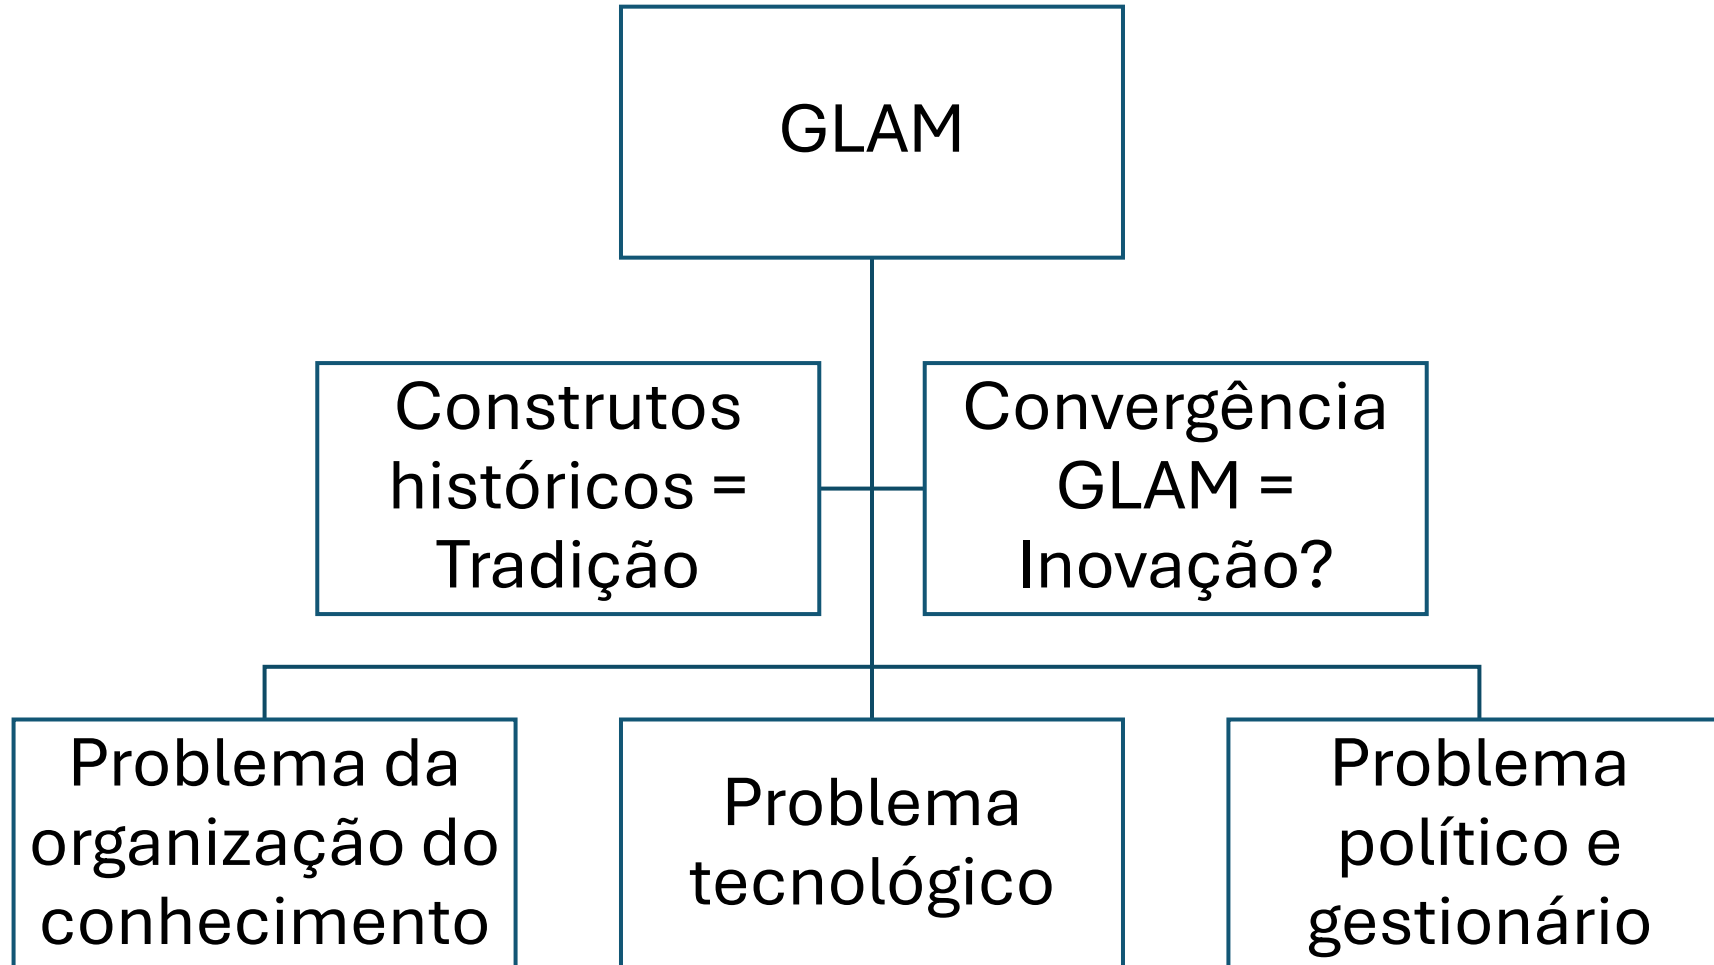 GLAM
Construtos
históricos =
Tradição
Convergência
GLAM =
Inovação?
Problema da
organização do
conhecimento
Problema
tecnológico
Problema
político e
gestionário